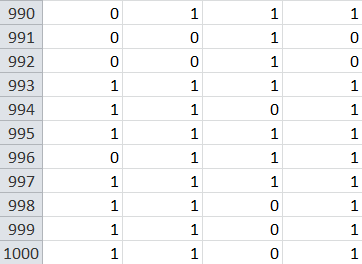 990 0 1 1 1
991 0 0 1 0
992 0 0 1 0
993 1 1 1 1
994 1 1 0 1
995 1 1 1 1
996 0 1 1 1
997 1 1 1 1
998 1 1 0 1
999 1 1 0 1
1000 1 1 0 1